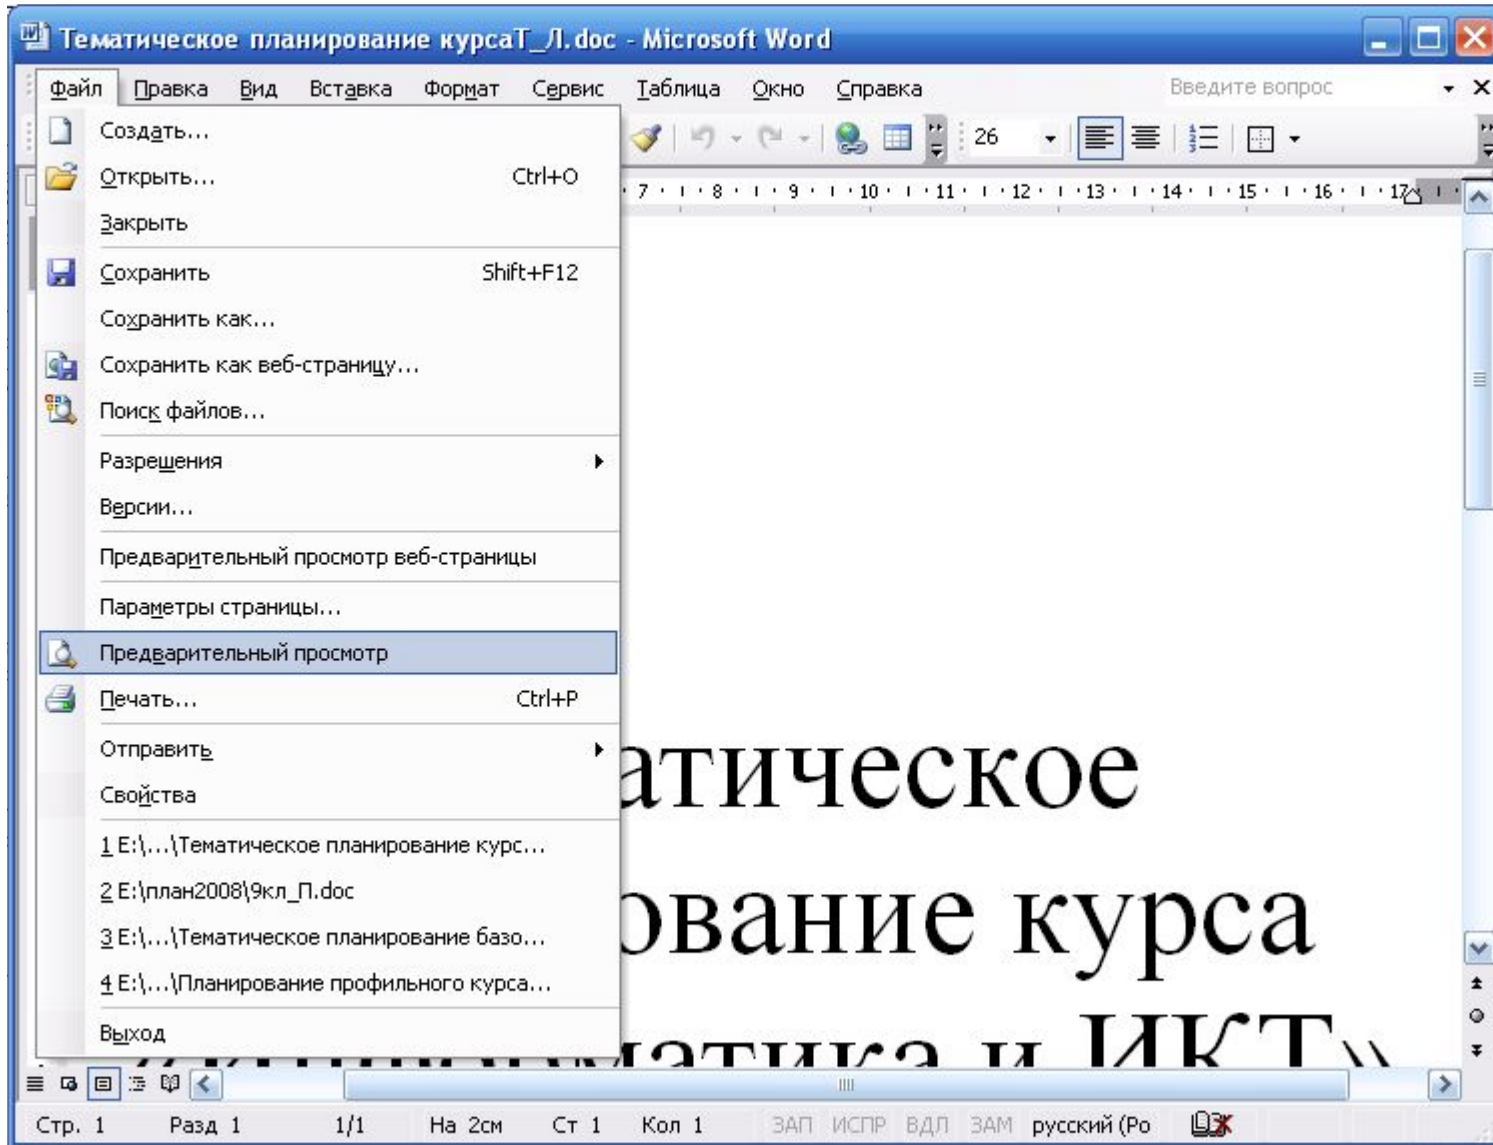 Тематическое планирование курсаТ_Л.doc - Microsoft Word
Файл Правка Вид Вставка Формат Сервис Таблица Окно Справка Введите вопрос
26
Создать...
Открыть... Ctrl+O
7 8 9 10 11 12 13 14 15 16 17
Закрыть
Сохранить Shift+F12
Сохранить как...
Сохранить как веб-страницу...
Поиск файлов...
Разрешения
Версии...
Предварительный просмотр веб-страницы
Параметры страницы...
Предварительный просмотр
Печать... Ctrl+P
Отправить
Свойства
1 E:\...\Тематическое планирование курс...
2 E:\план2008\9кл_П.doc
3 E:\...\Тематическое планирование базо...
4 E:\...\Планирование профильного курса...
Выход
атическое
ование курса
матика и ИКТ»
Стр. 1 Разд 1 1/1 На 2см Ст 1 Кол 1 ЗАП ИСПР ВДЛ ЗАМ русский (Ро